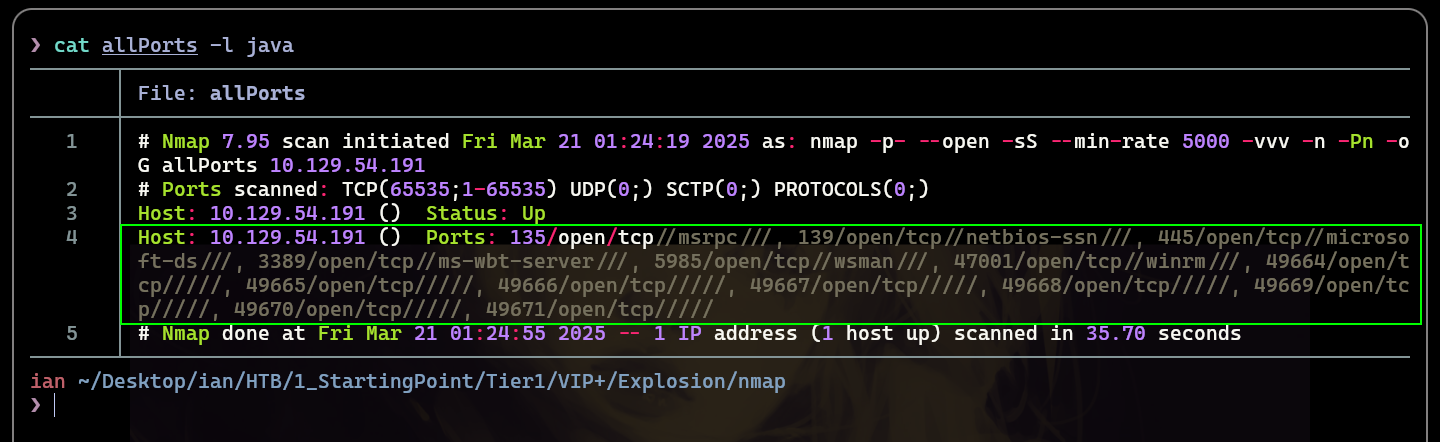 ❯ cat allPorts -l java
File: allPorts
1 # Nmap 7.95 scan initiated Fri Mar 21 01:24:19 2025 as: nmap -p- --open -sS --min-rate 5000 -vvv -n -Pn -o
G allPorts 10.129.54.191
2 # Ports scanned: TCP(65535;1-65535) UDP(0;) SCTP(0;) PROTOCOLS(0;)
3 Host: 10.129.54.191 ()  Status: Up
4 Host: 10.129.54.191 ()  Ports: 135/open/tcp//msrpc///, 139/open/tcp//netbios-ssn///, 445/open/tcp//microso
ft-ds///, 3389/open/tcp//ms-wbt-server///, 5985/open/tcp//wsman///, 47001/open/tcp//winrm///, 49664/open/t
cp/////, 49665/open/tcp/////, 49666/open/tcp/////, 49667/open/tcp/////, 49668/open/tcp/////, 49669/open/tc
p/////, 49670/open/tcp/////, 49671/open/tcp/////
5 # Nmap done at Fri Mar 21 01:24:55 2025 -- 1 IP address (1 host up) scanned in 35.70 seconds
ian ~/Desktop/ian/HTB/1_StartingPoint/Tier1/VIP+/Explosion/nmap
❯